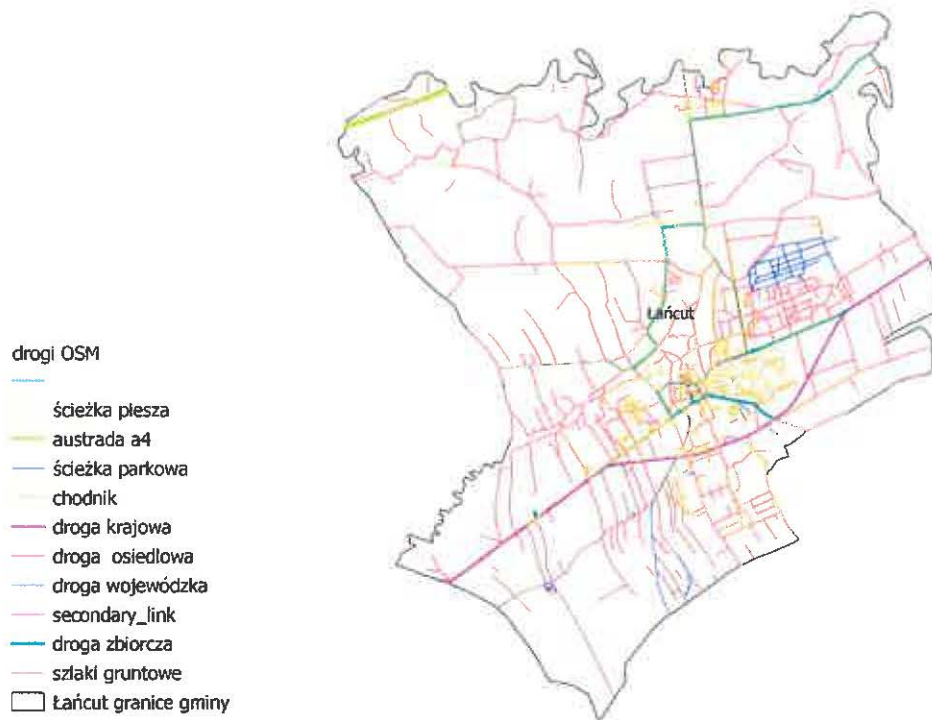 Łańcut
drogi OSM
ścieżka piesza
austrada a4
ścieżka parkowa
chodnik
droga krajowa
droga osiedlowa
droga wojewódzka
secondary_link
droga zbiorcza
szlaki gruntowe
Łańcut granice gminy